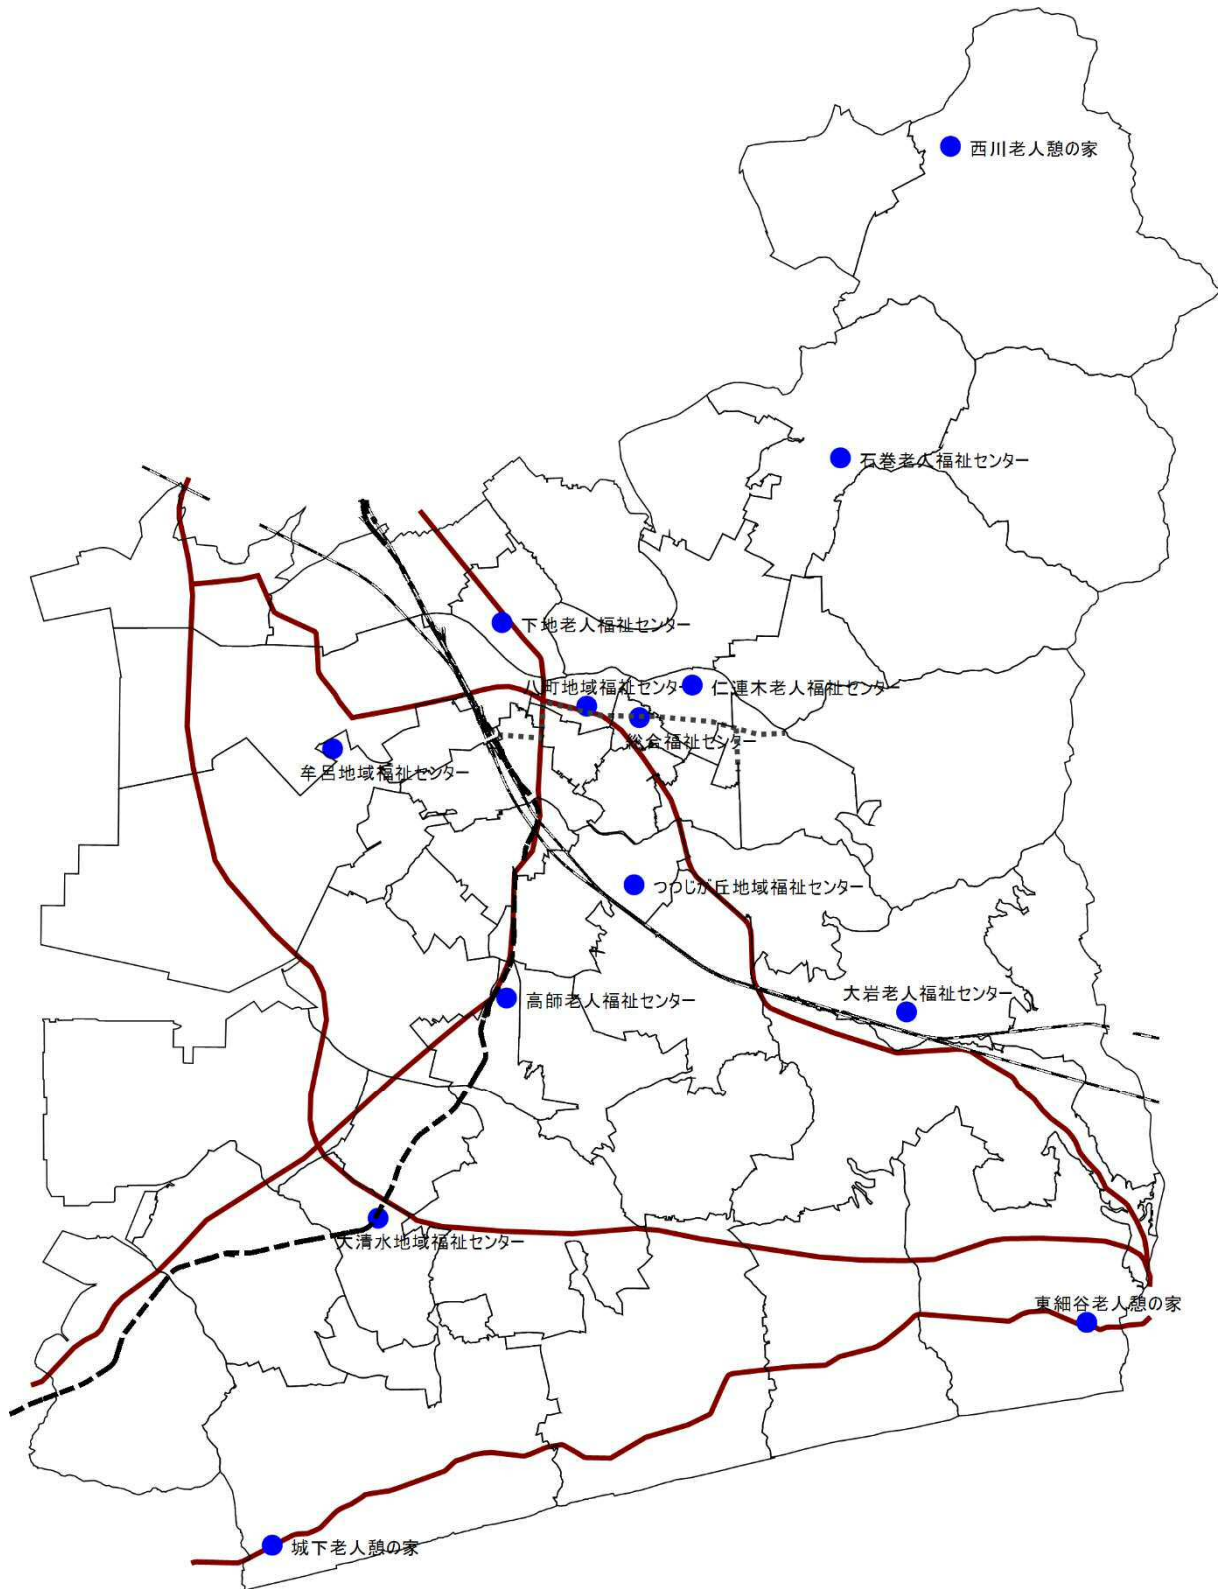 西川老人憩の家
石巻老人福祉センター
下地老人福祉センター
八町地域福祉センター
仁連木老人福祉センター
総合福祉センター
牟呂地域福祉センター
つつじが丘地域福祉センター
大岩老人福祉センター
高師老人福祉センター
大清水地域福祉センター
東細谷老人憩の家
城下老人憩の家